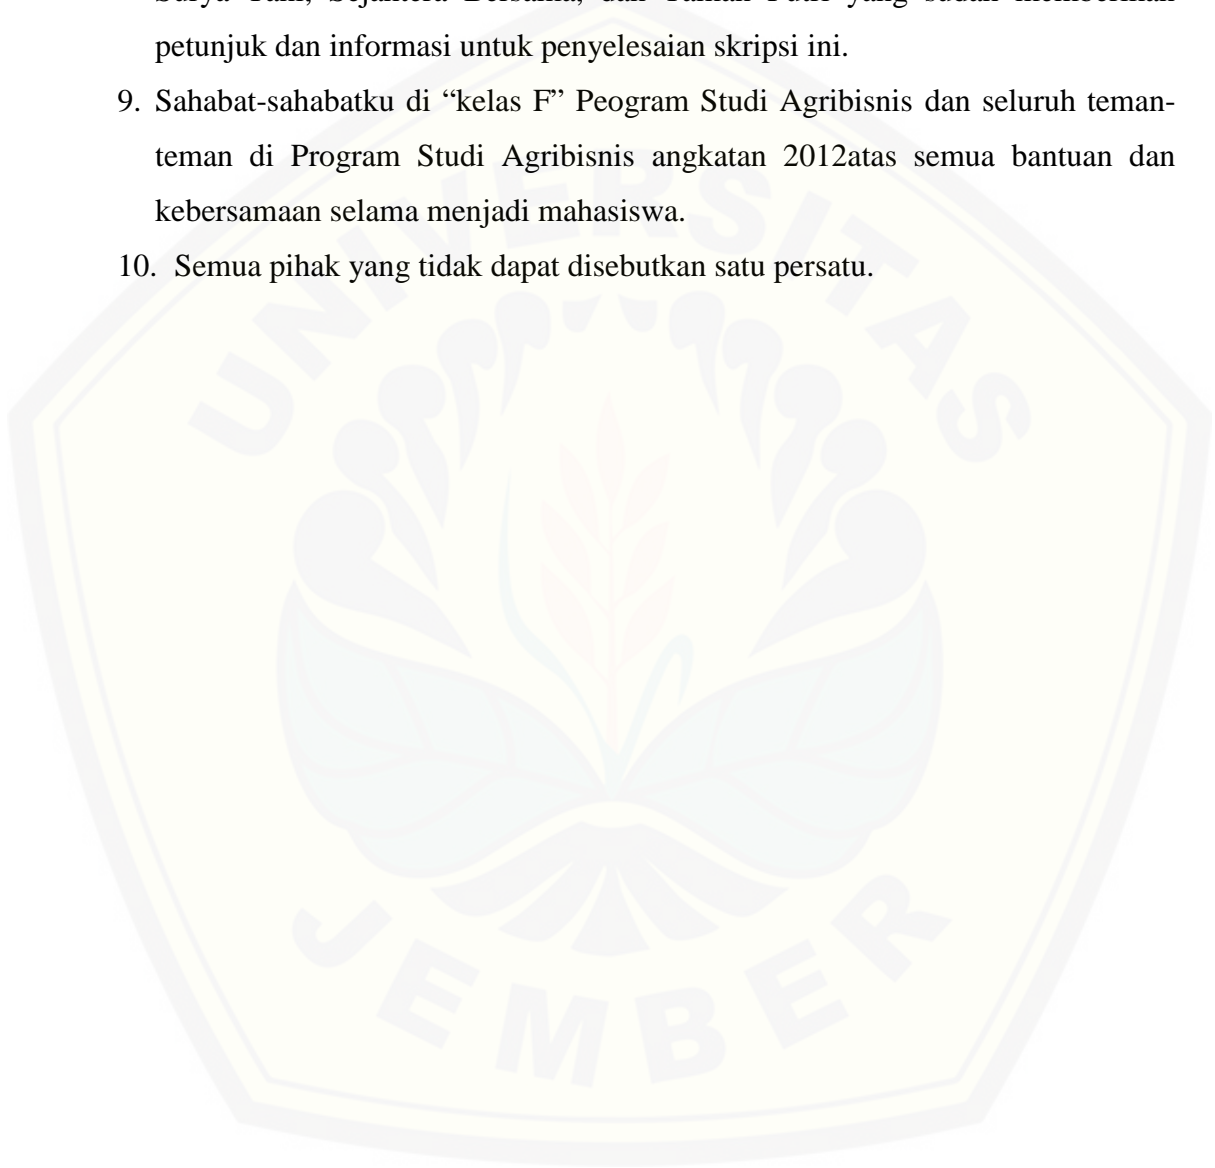 petunjuk dan informasi untuk penyelesaian skripsi ini.
9. Sahabat-sahabatku di “kelas F” Peogram Studi Agribisnis dan seluruh teman-
teman di Program Studi Agribisnis angkatan 2012atas semua bantuan dan
kebersamaan selama menjadi mahasiswa.
10. Semua pihak yang tidak dapat disebutkan satu persatu.
UNIVERSITAS
JEMBER